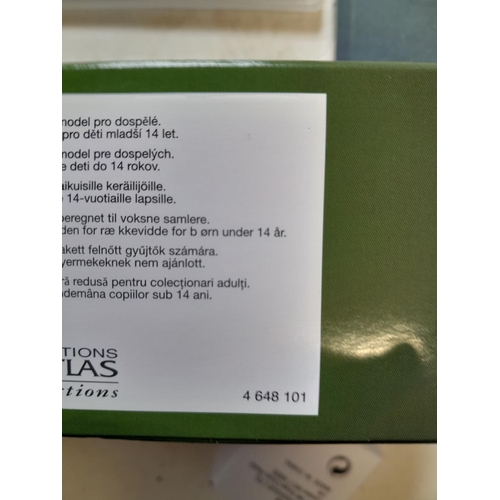 model pro dospělé.
pro děti mladší 14 let.
model pre dospelých.
e deti do 14 rokov.
aikuisille keräilijöille.
14-vuotiaille lapsille.
beregnet til voksne samlere.
den for ræ kkevidde for b ørn under 14 år.
akett felnőtt gyűjtők számára.
yermekeknek nem ajánlott.
ră redusă pentru colecționari adulți.
ndemâna copiilor sub 14 ani.
TIONS
TLAS
ctions
4 648 101